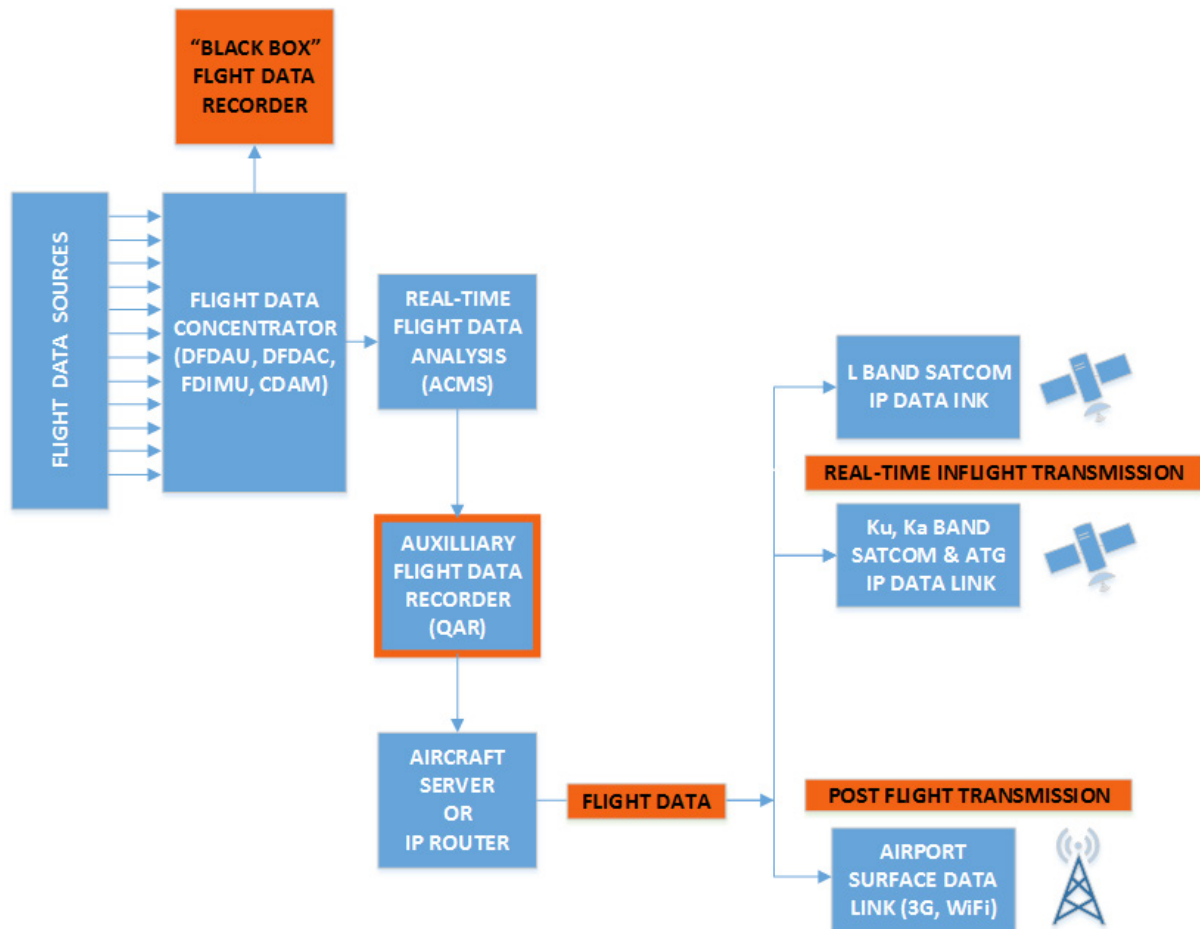 “BLACK BOX”
FLGHT DATA
RECORDER
FLIGHT DATA SOURCES
FLIGHT DATA
CONCENTRATOR
(DFDAU, DFDAC,
FDIMU, CDAM)
REAL-TIME
FLIGHT DATA
ANALYSIS
(ACMS)
AUXILLIARY
FLIGHT DATA
RECORDER
(QAR)
AIRCRAFT
SERVER
OR
IP ROUTER
FLIGHT DATA
L BAND SATCOM
IP DATA INK
REAL-TIME INFLIGHT TRANSMISSION
Ku, Ka BAND
SATCOM & ATG
IP DATA LINK
POST FLIGHT TRANSMISSION
AIRPORT
SURFACE DATA
LINK (3G, WiFi)